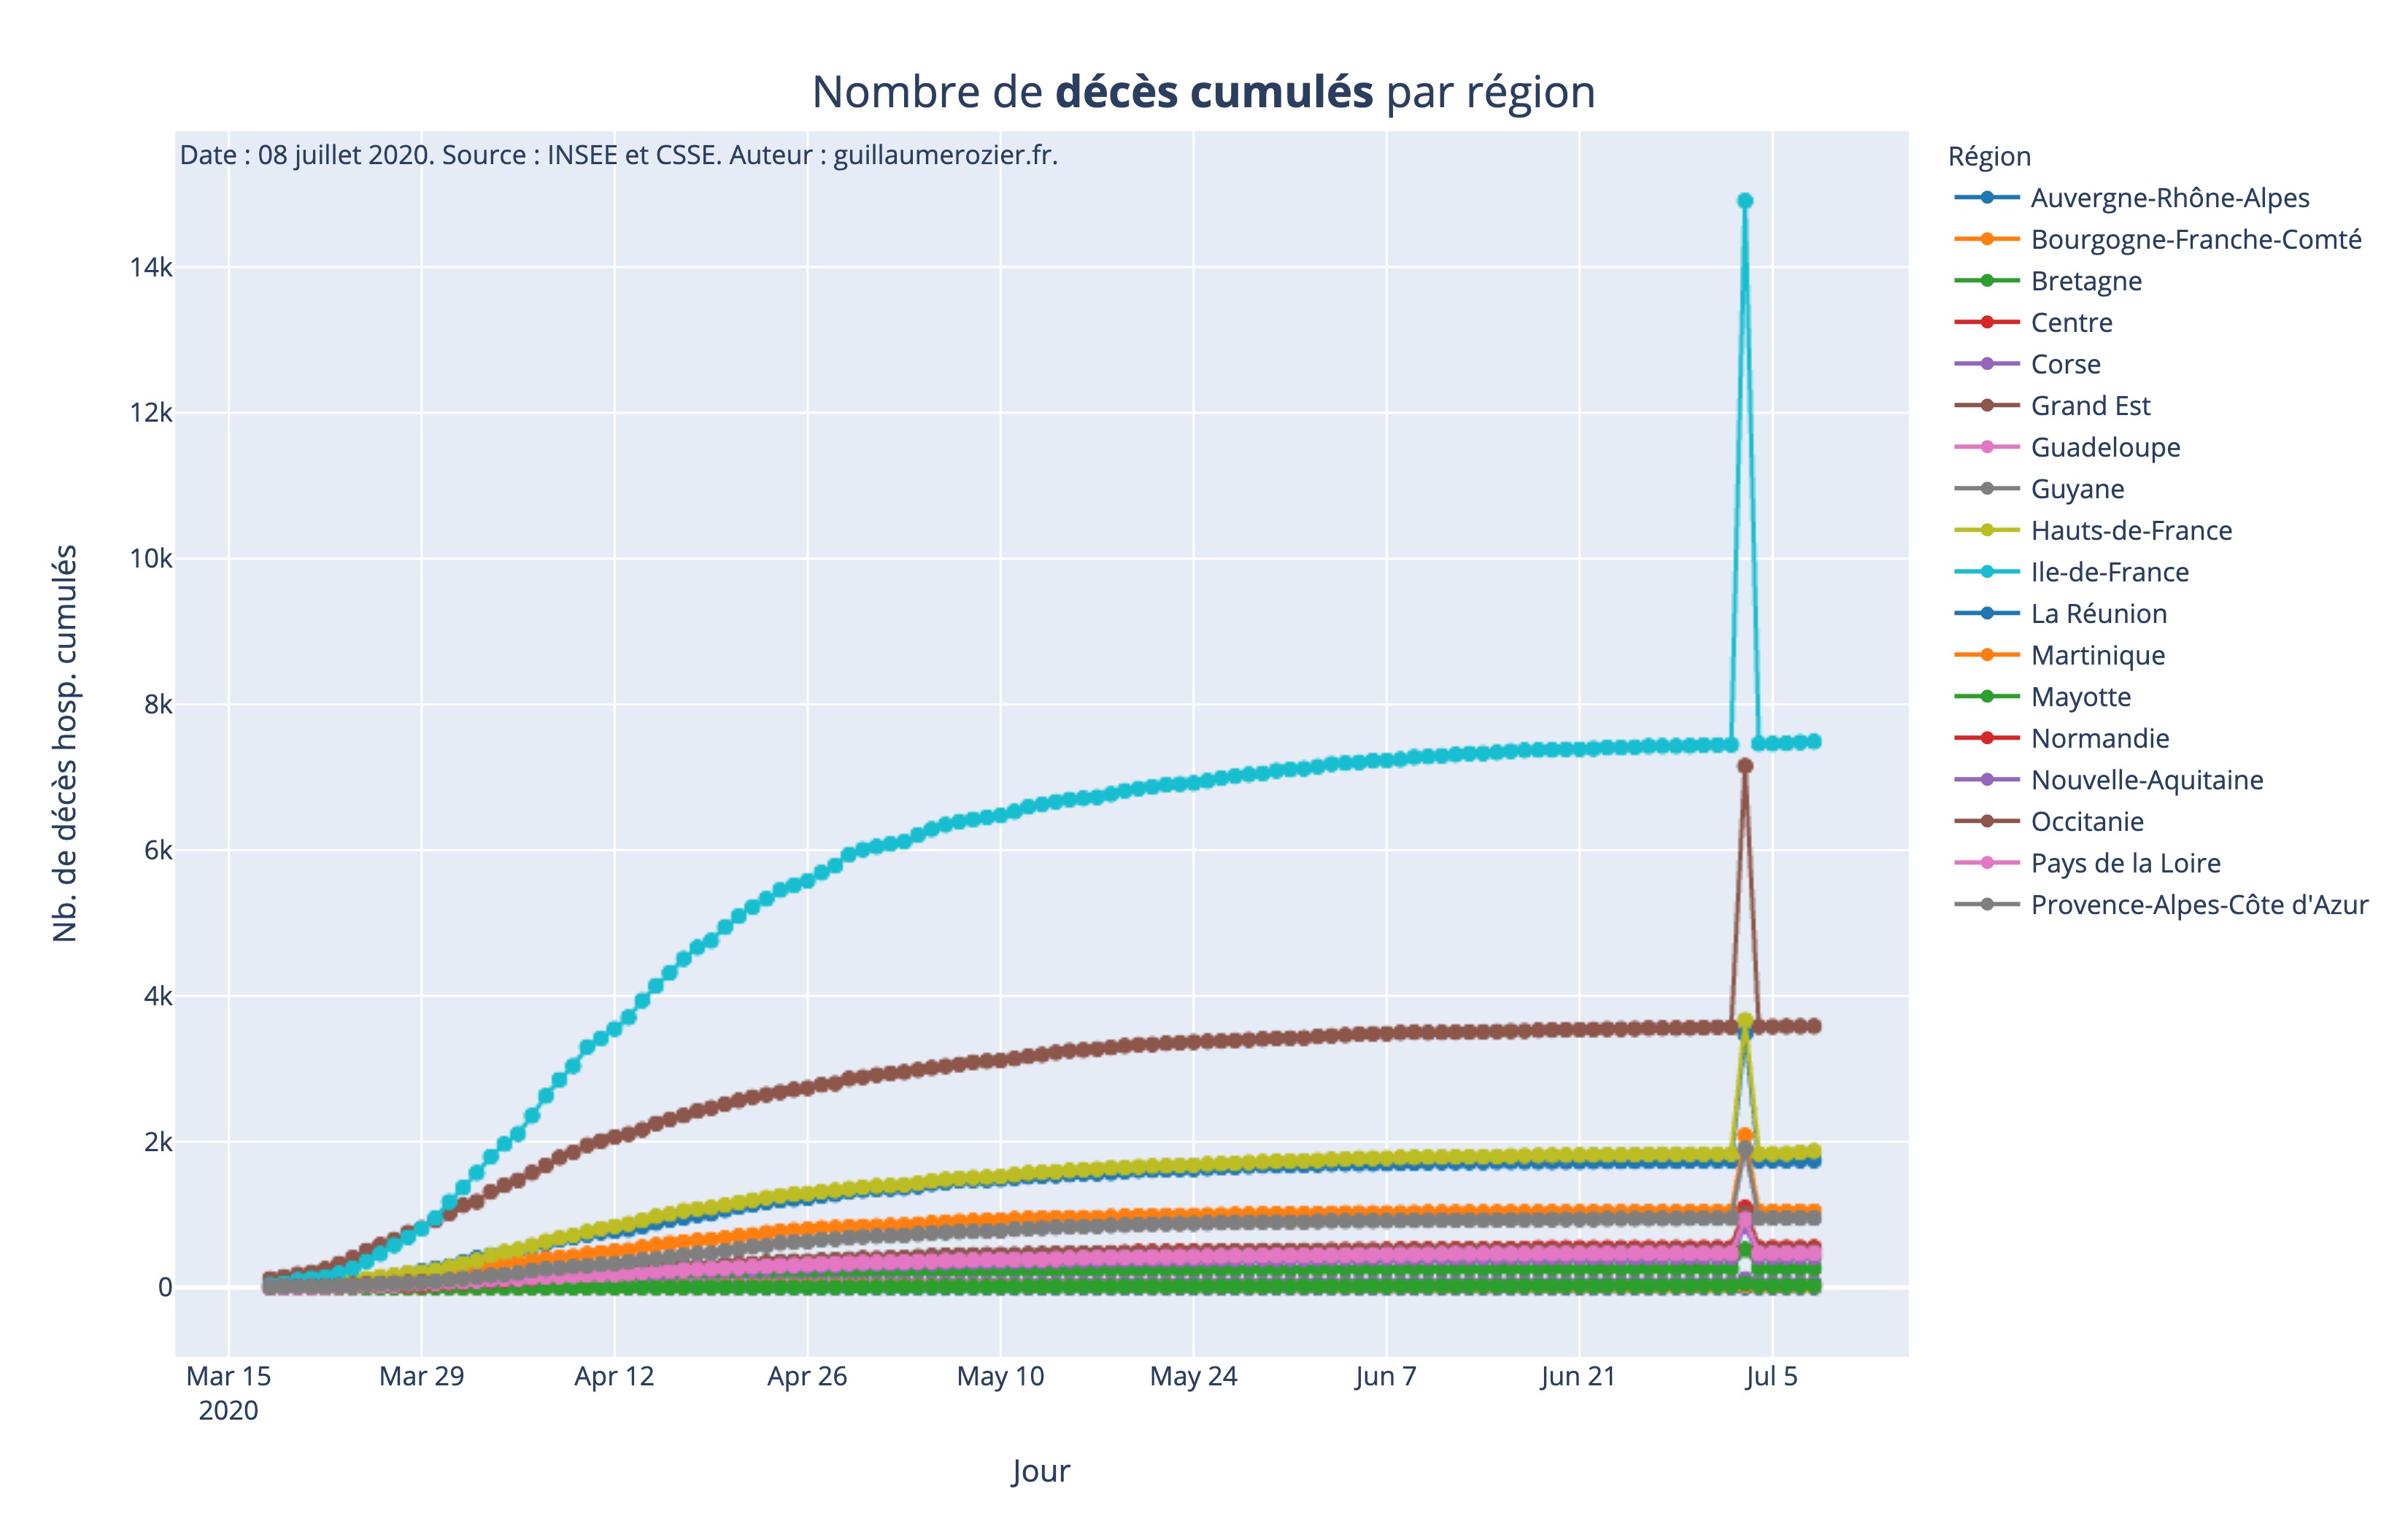 Nombre de décès cumulés par région
Date : 08 juillet 2020. Source : INSEE et CSSE. Auteur : guillaumerozier.fr.
Nb. de décès hosp. cumulés
14k
12k
10k
8k
6k
4k
2k
0
Mar 15
2020
Mar 29
Apr 12
Apr 26
May 10
May 24
Jun 7
Jun 21
Jul 5
Jour
Région
Auvergne-Rhône-Alpes
Bourgogne-Franche-Comté
Bretagne
Centre
Corse
Grand Est
Guadeloupe
Guyane
Hauts-de-France
Ile-de-France
La Réunion
Martinique
Mayotte
Normandie
Nouvelle-Aquitaine
Occitanie
Pays de la Loire
Provence-Alpes-Côte d'Azur